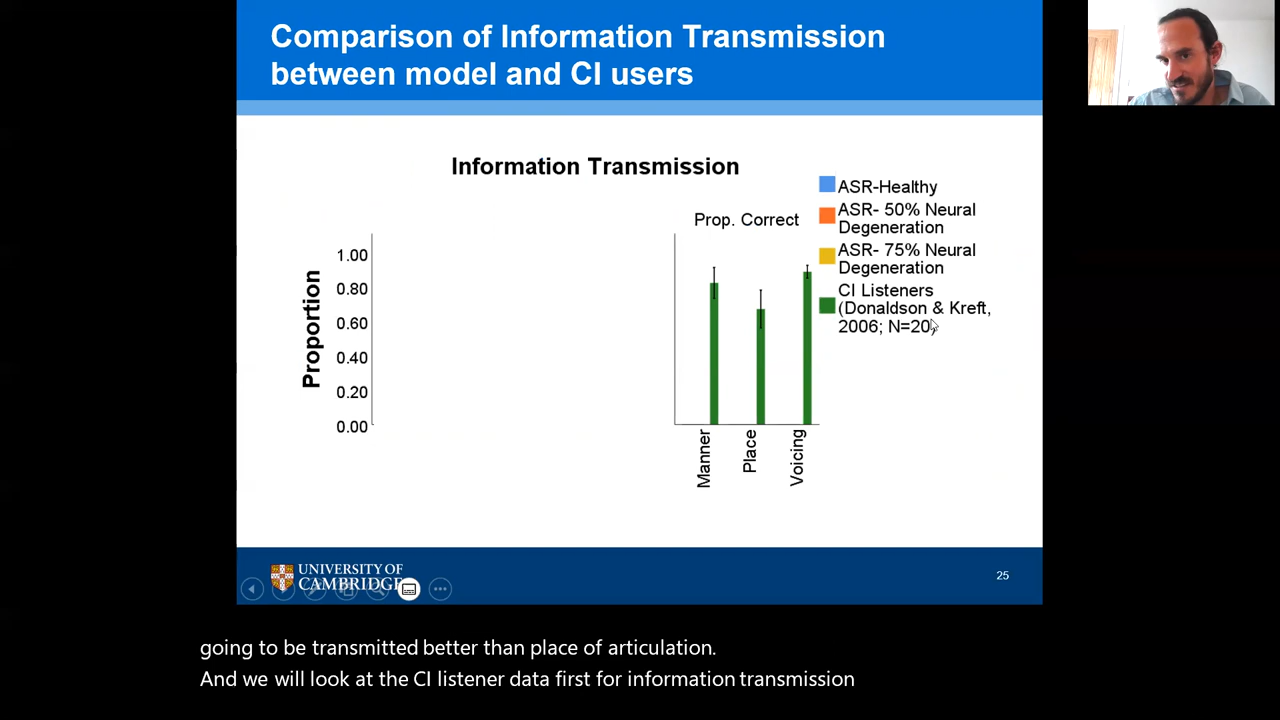 Comparison of Information Transmission
between model and CI users
Information Transmission
Prop. Correct
Proportion
1.00
0.80
0.60
0.40
0.20
0.00
Manner
Place
Voicing
ASR-Healthy
ASR- 50% Neural
Degeneration
ASR- 75% Neural
Degeneration
CI Listeners
(Donaldson & Kreft,
2006; N=20)
UNIVERSITY OF
CAMBRIDGE
25
going to be transmitted better than place of articulation.
And we will look at the CI listener data first for information transmission